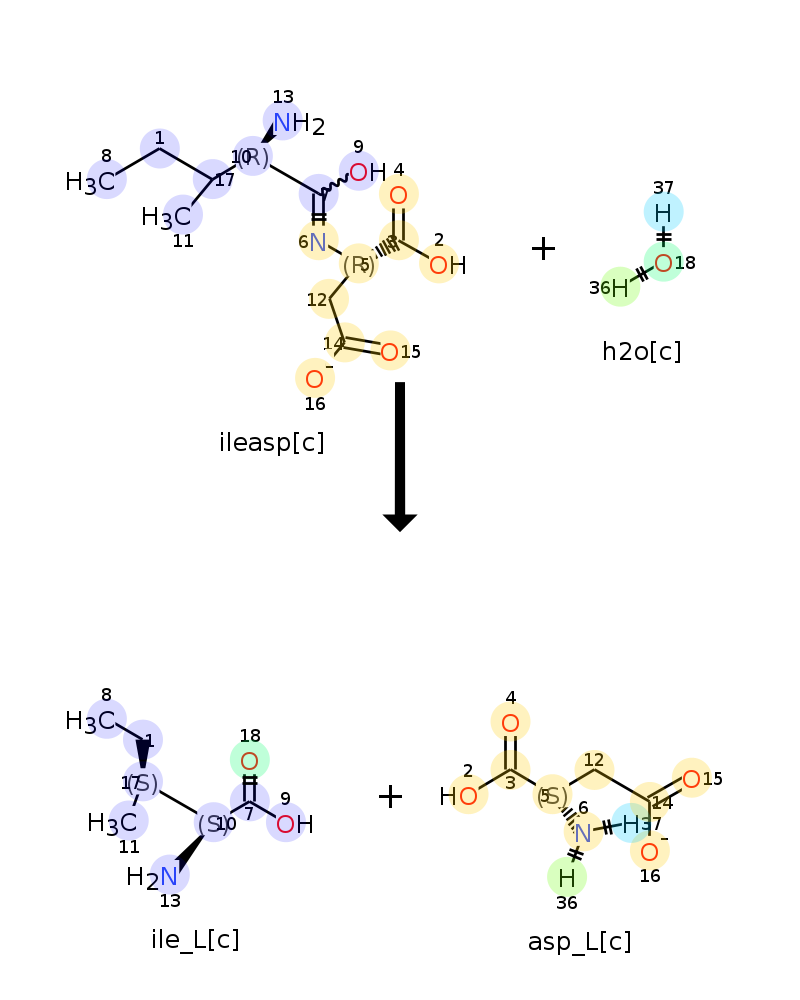 13
NH2
8
1
10
(R)
9
OH
4
O
H3C
17
37
H
H3C
11
6
N
3
2
(R)
5
OH
+
O
18
36
H
12
h2o[c]
14
O
15
O-
16
ileasp[c]
8
H3C
1
18
O
4
O
17
(S)
2
HO
3
12
O
15
H3C
11
(S)
10
7
9
OH
+
5
(S)
6
N
H
37
14
O-
16
H2N
13
H
36
ile_L[c]
asp_L[c]